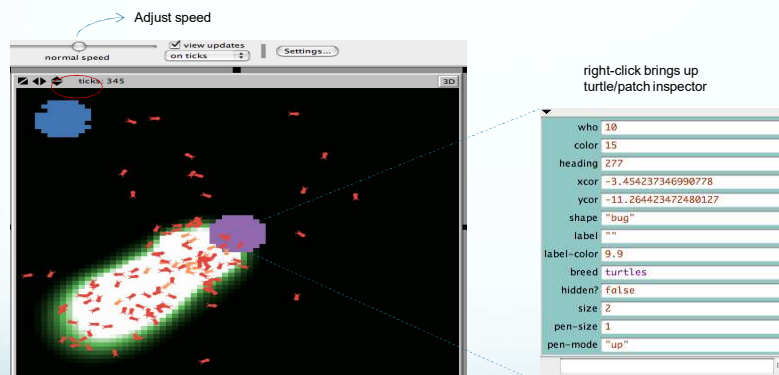 Adjust speed
view updates
normal speed
on ticks
Settings...
ticks: 345
3D
right-click brings up
turtle/patch inspector
who 10
color 15
heading 277
xcor -3.454237346990778
ycor -11.264423472480127
shape "bug"
label ""
label-color 9.9
breed turtles
hidden? false
size 2
pen-size 1
pen-mode "up"